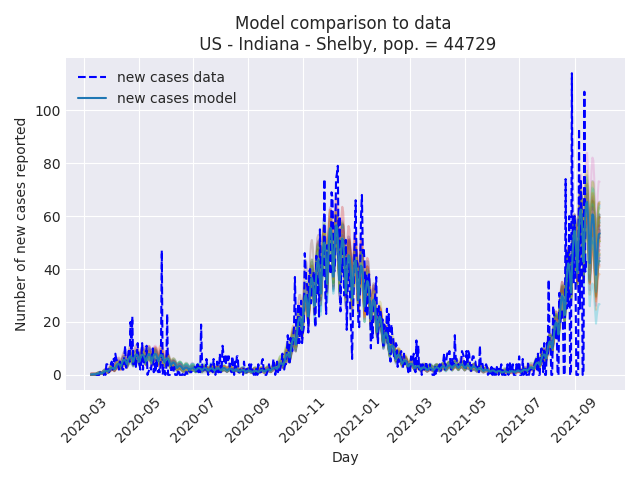 Model comparison to data
US - Indiana - Shelby, pop. = 44729
new cases data
new cases model
Number of new cases reported
100
80
60
40
20
0
2020-03
2020-05
2020-07
2020-09
2020-11
2021-01
2021-03
2021-05
2021-07
2021-09
Day